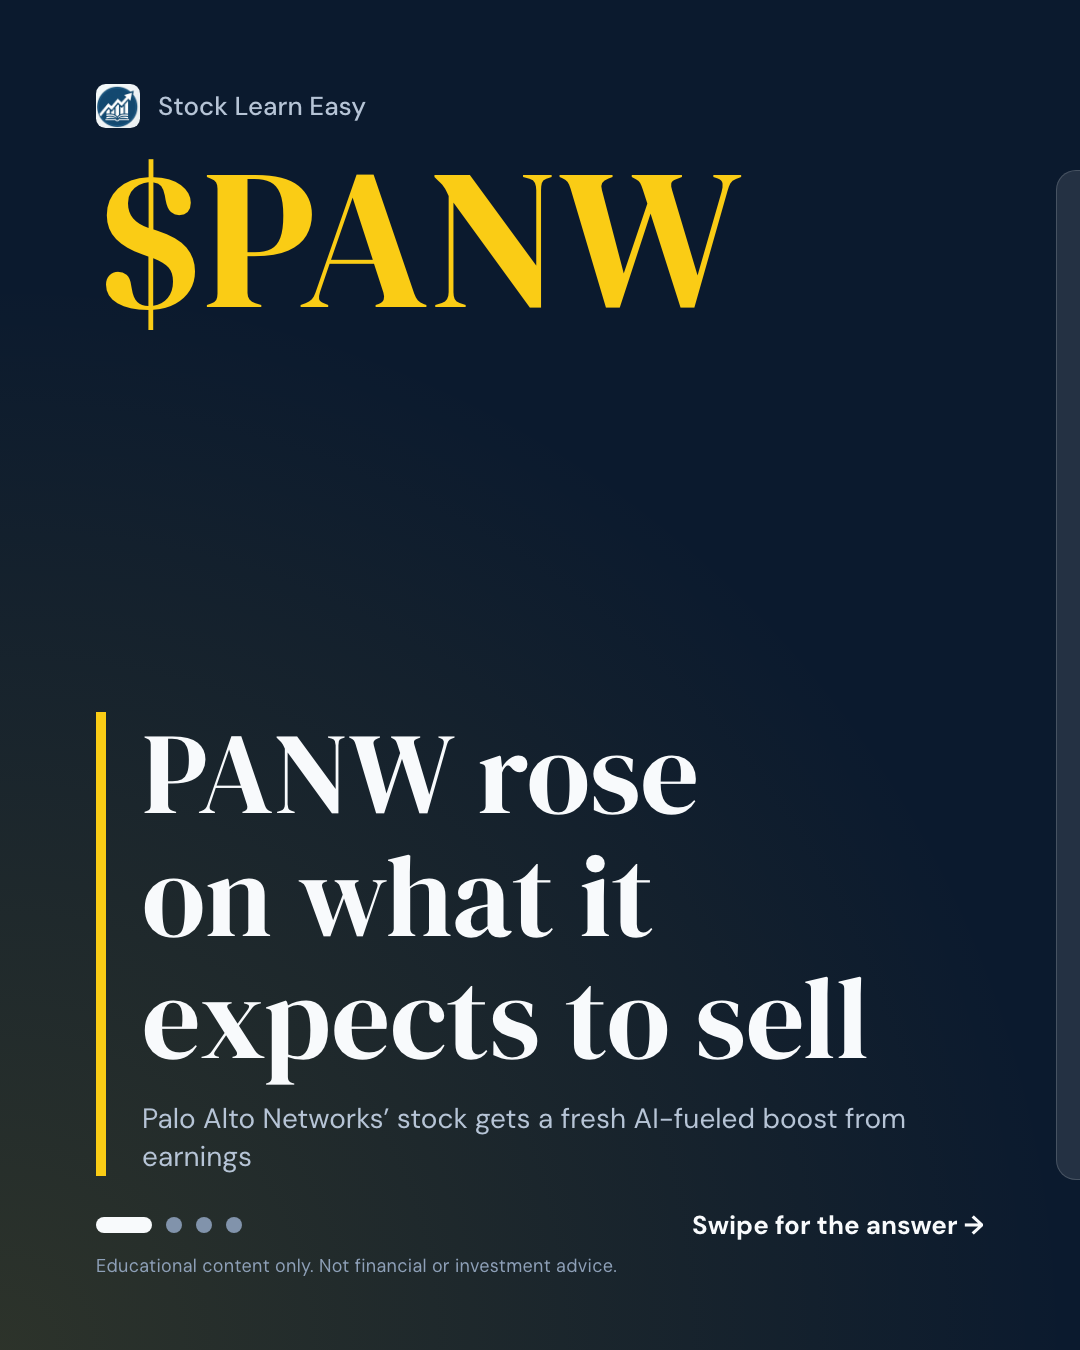 Stock Learn Easy
$PANW
PANW rose
on what it
expects to sell
Palo Alto Networks’ stock gets a fresh AI-fueled boost from
earnings
Swipe for the answer →
Educational content only. Not financial or investment advice.